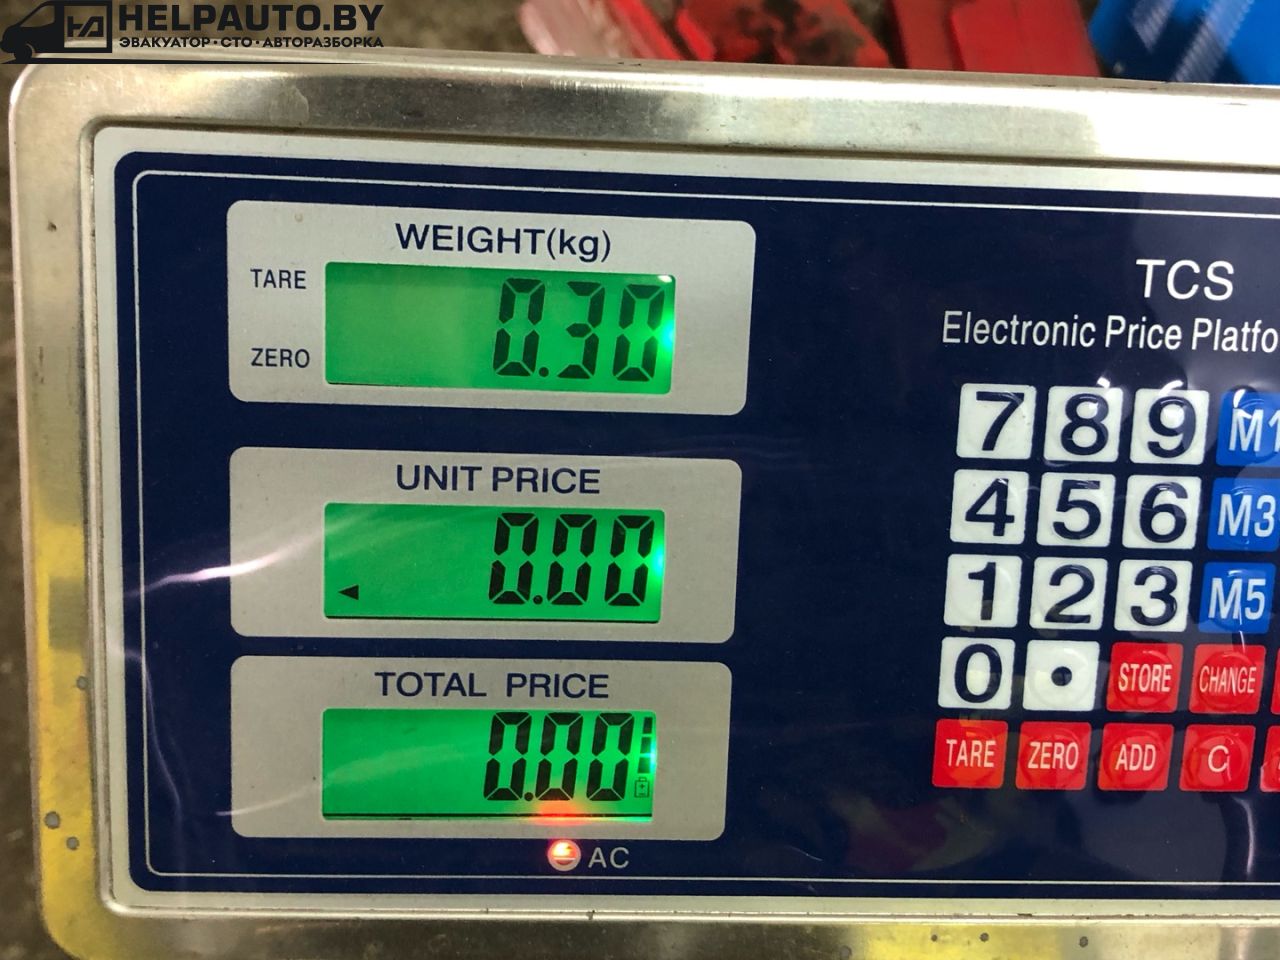 HELPAUTO.BY
ЭВАКУАТОР·СТО·АВТОРАЗБОРКА
WEIGHT(kg)
TARE
0.30
ZERO
UNIT PRICE
0.00
TOTAL PRICE
0.00
AC
TCS
Electronic Price Platfo
7 8 9 M1
4 5 6 M3
1 2 3 M5
0 . STORE CHANGE
TARE ZERO ADD C